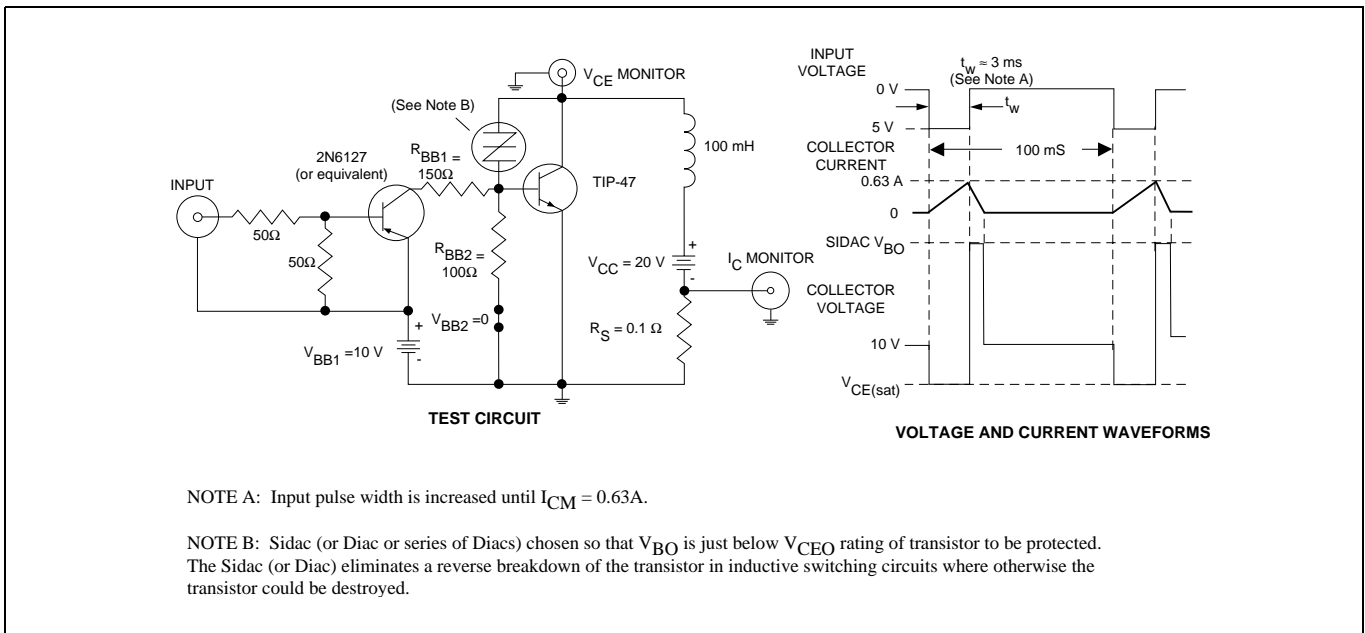 V_CE MONITOR
(See Note B)
2N6127
(or equivalent)
R_BB1 =
150Ω
INPUT
50Ω
50Ω
TIP-47
100 mH
R_BB2 =
100Ω
V_CC = 20 V
+
-
I_C MONITOR
V_BB2 =0
R_S = 0.1 Ω
V_BB1 =10 V
+
-
TEST CIRCUIT
INPUT
VOLTAGE
t_w ≈ 3 ms
(See Note A)
0 V
t_w
5 V
COLLECTOR
CURRENT
100 mS
0.63 A
0
SIDAC V_BO
COLLECTOR
VOLTAGE
10 V
V_CE(sat)
VOLTAGE AND CURRENT WAVEFORMS
NOTE A: Input pulse width is increased until I_CM = 0.63A.
NOTE B: Sidac (or Diac or series of Diacs) chosen so that V_BO is just below V_CEO rating of transistor to be protected.
The Sidac (or Diac) eliminates a reverse breakdown of the transistor in inductive switching circuits where otherwise the
transistor could be destroyed.